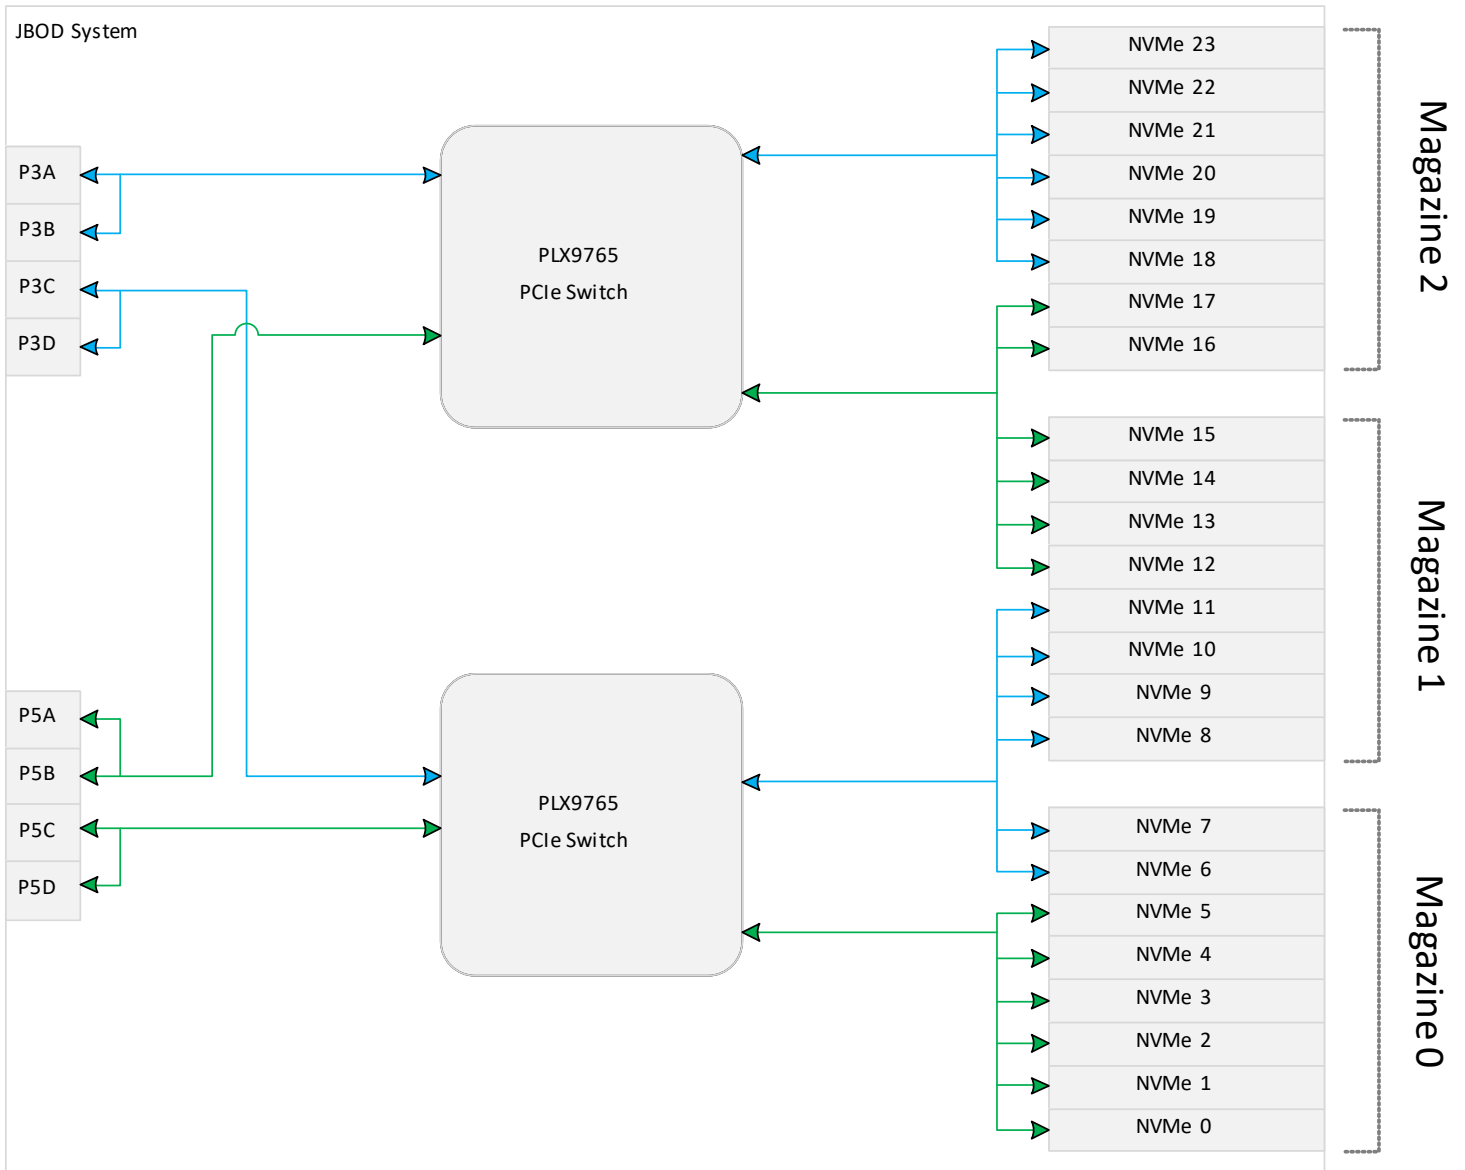 JBOD System
P3A
P3B
P3C
P3D
P5A
P5B
P5C
P5D
PLX9765
PCIe Switch
PLX9765
PCIe Switch
NVMe 23
NVMe 22
NVMe 21
NVMe 20
NVMe 19
NVMe 18
NVMe 17
NVMe 16
NVMe 15
NVMe 14
NVMe 13
NVMe 12
NVMe 11
NVMe 10
NVMe 9
NVMe 8
NVMe 7
NVMe 6
NVMe 5
NVMe 4
NVMe 3
NVMe 2
NVMe 1
NVMe 0
Magazine 2
Magazine 1
Magazine 0